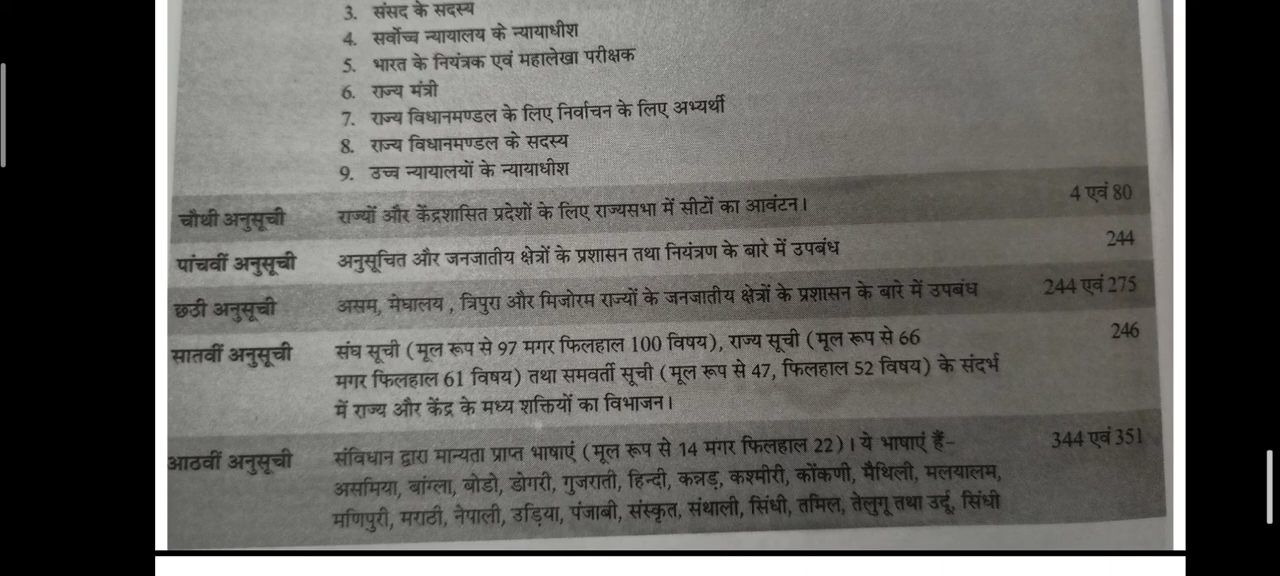 3. संसद के सदस्य
4. सर्वोच्च न्यायालय के न्यायाधीश
5. भारत के नियंत्रक एवं महालेखा परीक्षक
6. राज्य मंत्री
7. राज्य विधानमण्डल के लिए निर्वाचन के लिए अभ्यर्थी
8. राज्य विधानमण्डल के सदस्य
9. उच्च न्यायालयों के न्यायाधीश
चौथी अनुसूची राज्यों और केंद्रशासित प्रदेशों के लिए राज्यसभा में सीटों का आवंटन। 4 एवं 80
पांचवीं अनुसूची अनुसूचित और जनजातीय क्षेत्रों के प्रशासन तथा नियंत्रण के बारे में उपबंध 244
छठी अनुसूची असम, मेघालय , त्रिपुरा और मिजोरम राज्यों के जनजातीय क्षेत्रों के प्रशासन के बारे में उपबंध 244 एवं 275
सातवीं अनुसूची संघ सूची (मूल रूप से 97 मगर फिलहाल 100 विषय), राज्य सूची (मूल रूप से 66 246
मगर फिलहाल 61 विषय) तथा समवर्ती सूची (मूल रूप से 47, फिलहाल 52 विषय) के संदर्भ
में राज्य और केंद्र के मध्य शक्तियों का विभाजन।
आठवीं अनुसूची संविधान द्वारा मान्यता प्राप्त भाषाएं (मूल रूप से 14 मगर फिलहाल 22)। ये भाषाएं हैं– 344 एवं 351
असमिया, बांग्ला, बोडो, डोगरी, गुजराती, हिन्दी, कन्नड़, कश्मीरी, कोंकणी, मैथिली, मलयालम,
मणिपुरी, मराठी, नेपाली, उड़िया, पंजाबी, संस्कृत, संथाली, सिंधी, तमिल, तेलुगू तथा उर्दू, सिंधी